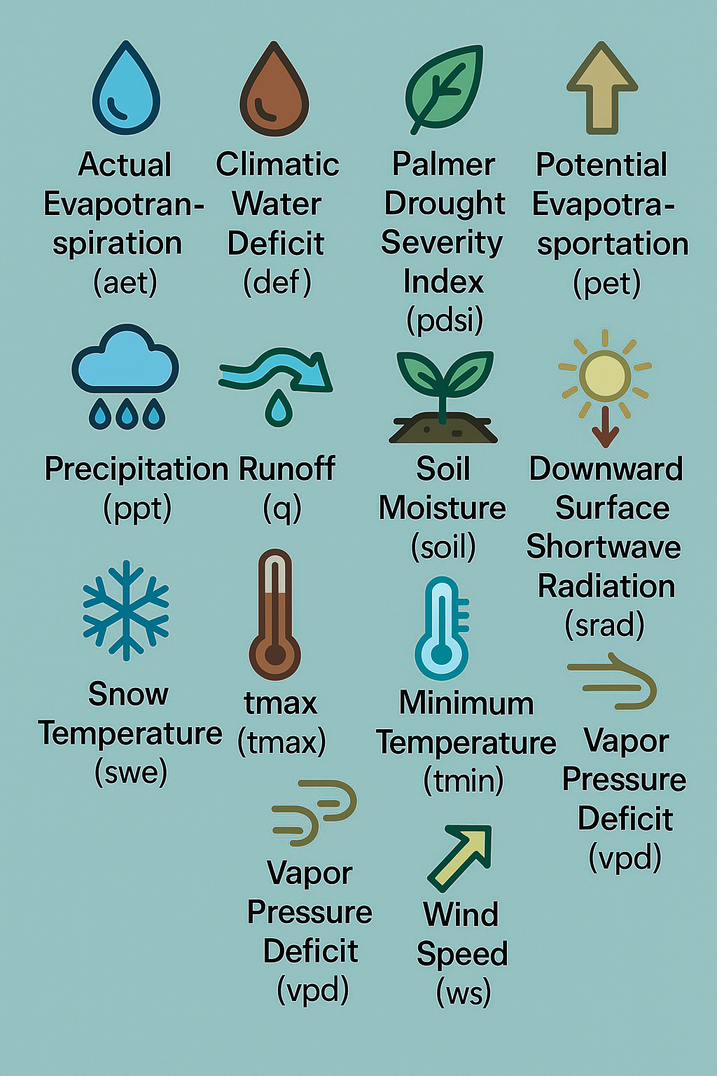 Actual
Evapotran-
spiration
(aet)
Climatic
Water
Deficit
(def)
Palmer
Drought
Severity
Index
(pdsi)
Potential
Evapotra-
sportation
(pet)
Precipitation
(ppt)
Runoff
(q)
Soil
Moisture
(soil)
Downward
Surface
Shortwave
Radiation
(srad)
Snow
Temperature
(swe)
tmax
(tmax)
Minimum
Temperature
(tmin)
Vapor
Pressure
Deficit
(vpd)
Vapor
Pressure
Deficit
(vpd)
Wind
Speed
(ws)